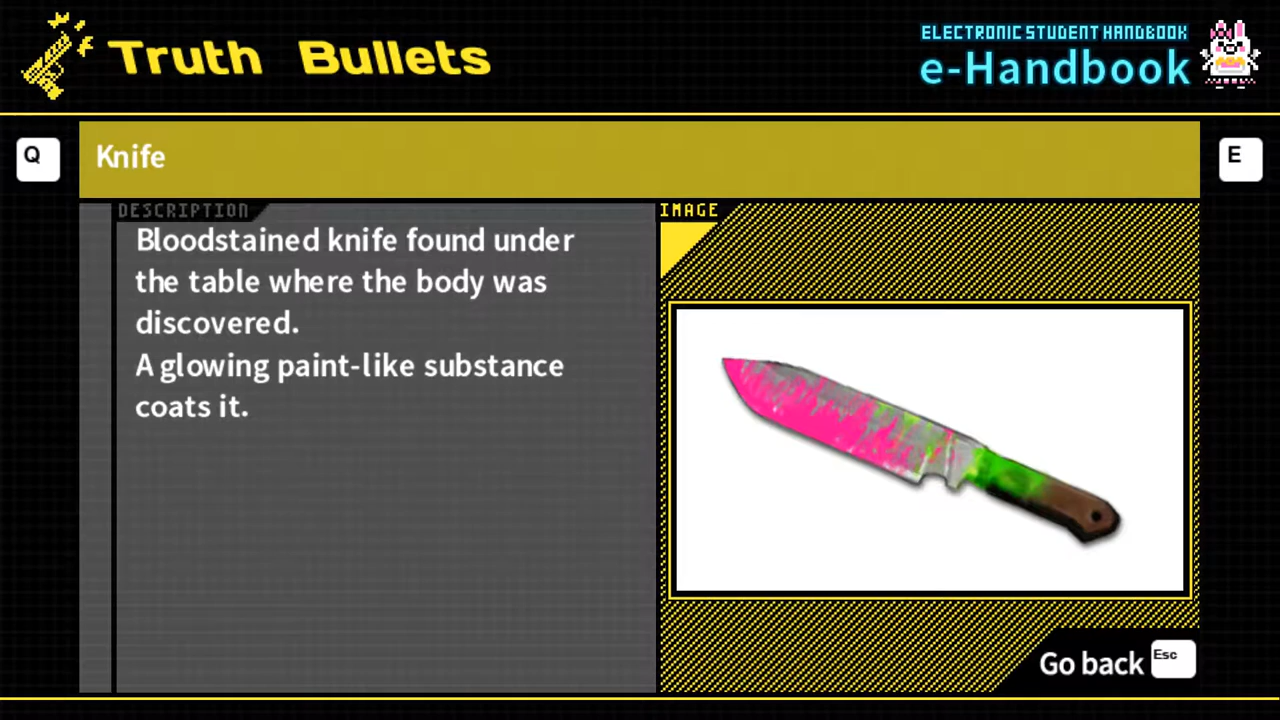 Truth Bullets
ELECTRONIC STUDENT HANDBOOK
e-Handbook
Q
Knife
E
DESCRIPTION
IMAGE
Bloodstained knife found under
the table where the body was
discovered.
A glowing paint-like substance
coats it.
Go back Esc